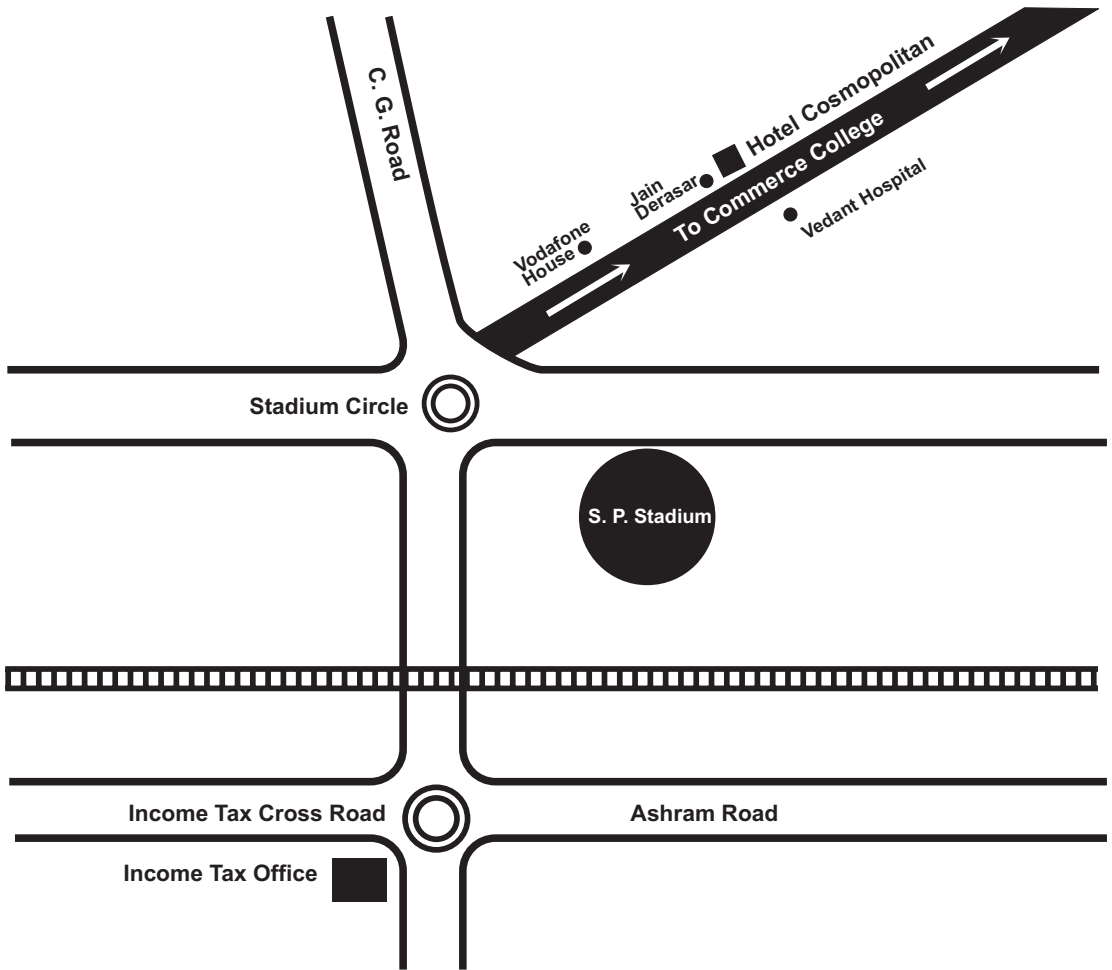 C. G. Road
Hotel Cosmopolitan
To Commerce College
Jain
Derasar
Vedant Hospital
Vodafone
House
Stadium Circle
S. P. Stadium
Income Tax Cross Road
Ashram Road
Income Tax Office